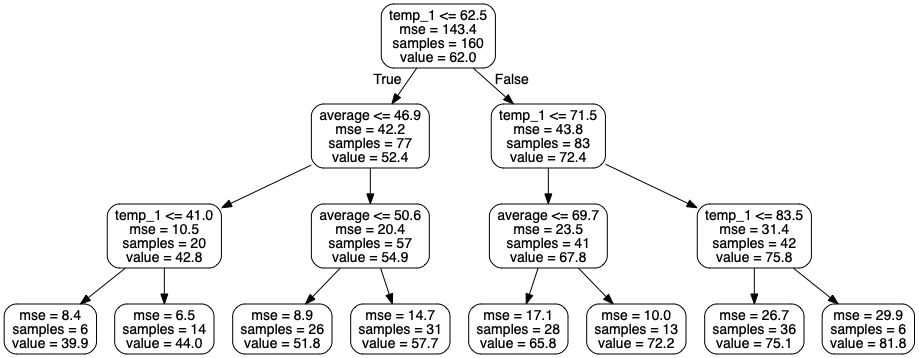 temp_1 <= 62.5
mse = 143.4
samples = 160
value = 62.0
True
False
average <= 46.9
mse = 42.2
samples = 77
value = 52.4
temp_1 <= 71.5
mse = 43.8
samples = 83
value = 72.4
temp_1 <= 41.0
mse = 10.5
samples = 20
value = 42.8
average <= 50.6
mse = 20.4
samples = 57
value = 54.9
average <= 69.7
mse = 23.5
samples = 41
value = 67.8
temp_1 <= 83.5
mse = 31.4
samples = 42
value = 75.8
mse = 8.4
samples = 6
value = 39.9
mse = 6.5
samples = 14
value = 44.0
mse = 8.9
samples = 26
value = 51.8
mse = 14.7
samples = 31
value = 57.7
mse = 17.1
samples = 28
value = 65.8
mse = 10.0
samples = 13
value = 72.2
mse = 26.7
samples = 36
value = 75.1
mse = 29.9
samples = 6
value = 81.8